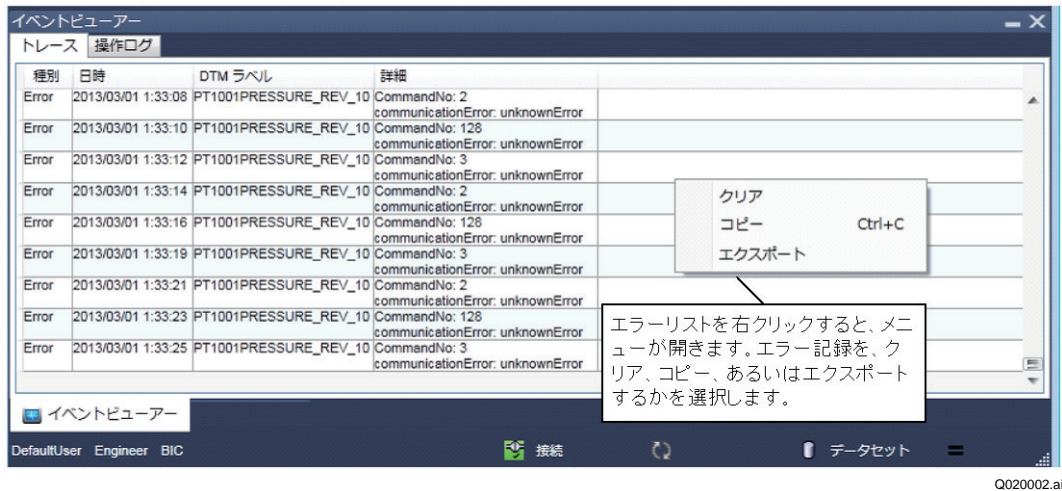 イベントビューアー
トレース 操作ログ
種別 日時 DTM ラベル 詳細
Error 2013/03/01 1:33:08 PT1001PRESSURE_REV_10 CommandNo: 2
communicationError: unknownError
Error 2013/03/01 1:33:10 PT1001PRESSURE_REV_10 CommandNo: 128
communicationError: unknownError
Error 2013/03/01 1:33:12 PT1001PRESSURE_REV_10 CommandNo: 3
communicationError: unknownError
Error 2013/03/01 1:33:14 PT1001PRESSURE_REV_10 CommandNo: 2
communicationError: unknownError
Error 2013/03/01 1:33:16 PT1001PRESSURE_REV_10 CommandNo: 128
communicationError: unknownError
Error 2013/03/01 1:33:19 PT1001PRESSURE_REV_10 CommandNo: 3
communicationError: unknownError
Error 2013/03/01 1:33:21 PT1001PRESSURE_REV_10 CommandNo: 2
communicationError: unknownError
Error 2013/03/01 1:33:23 PT1001PRESSURE_REV_10 CommandNo: 128
communicationError: unknownError
Error 2013/03/01 1:33:25 PT1001PRESSURE_REV_10 CommandNo: 3
communicationError: unknownError
クリア
コピー Ctrl+C
エクスポート
エラーリストを右クリックすると、メニ
ューが開きます。エラー記録を、ク
リア、コピー、あるいはエクスポート
するかを選択します。
イベントビューアー
DefaultUser Engineer BIC 接続 データセット
Q020002.a